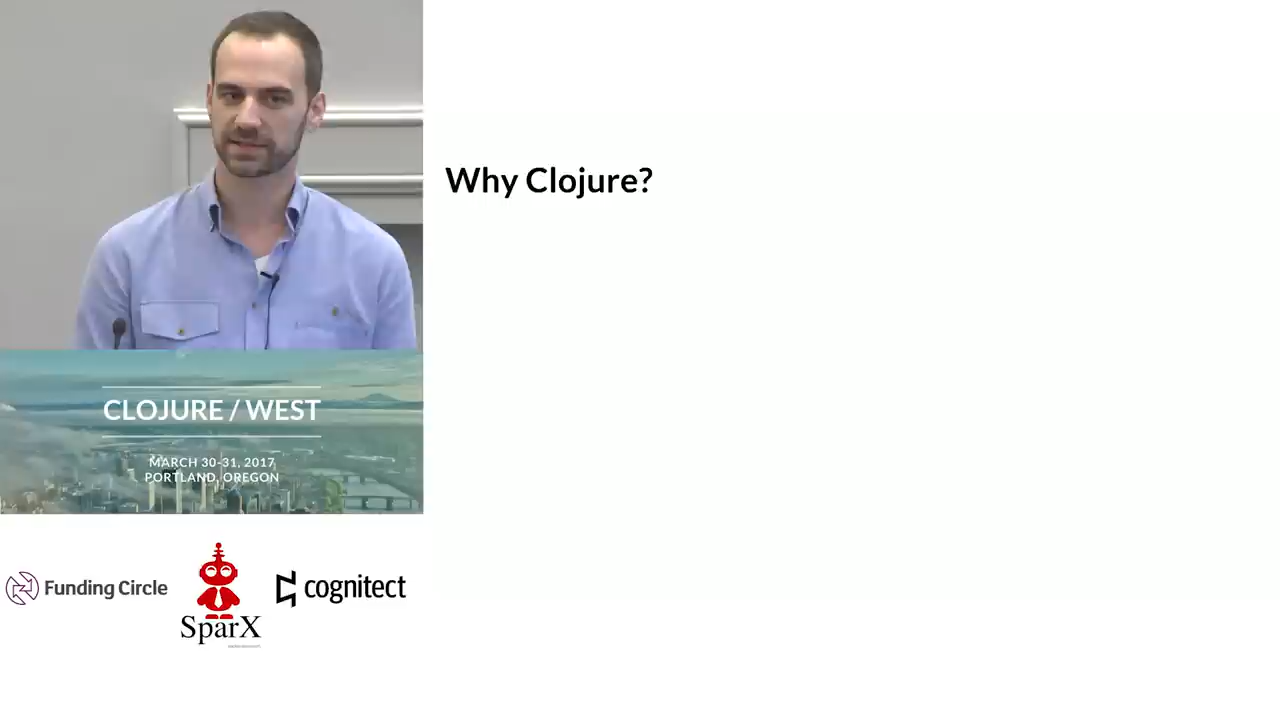 Why Clojure?
CLOJURE / WEST
MARCH 30-31, 2017
PORTLAND, OREGON
Funding Circle
SparX
cognitect